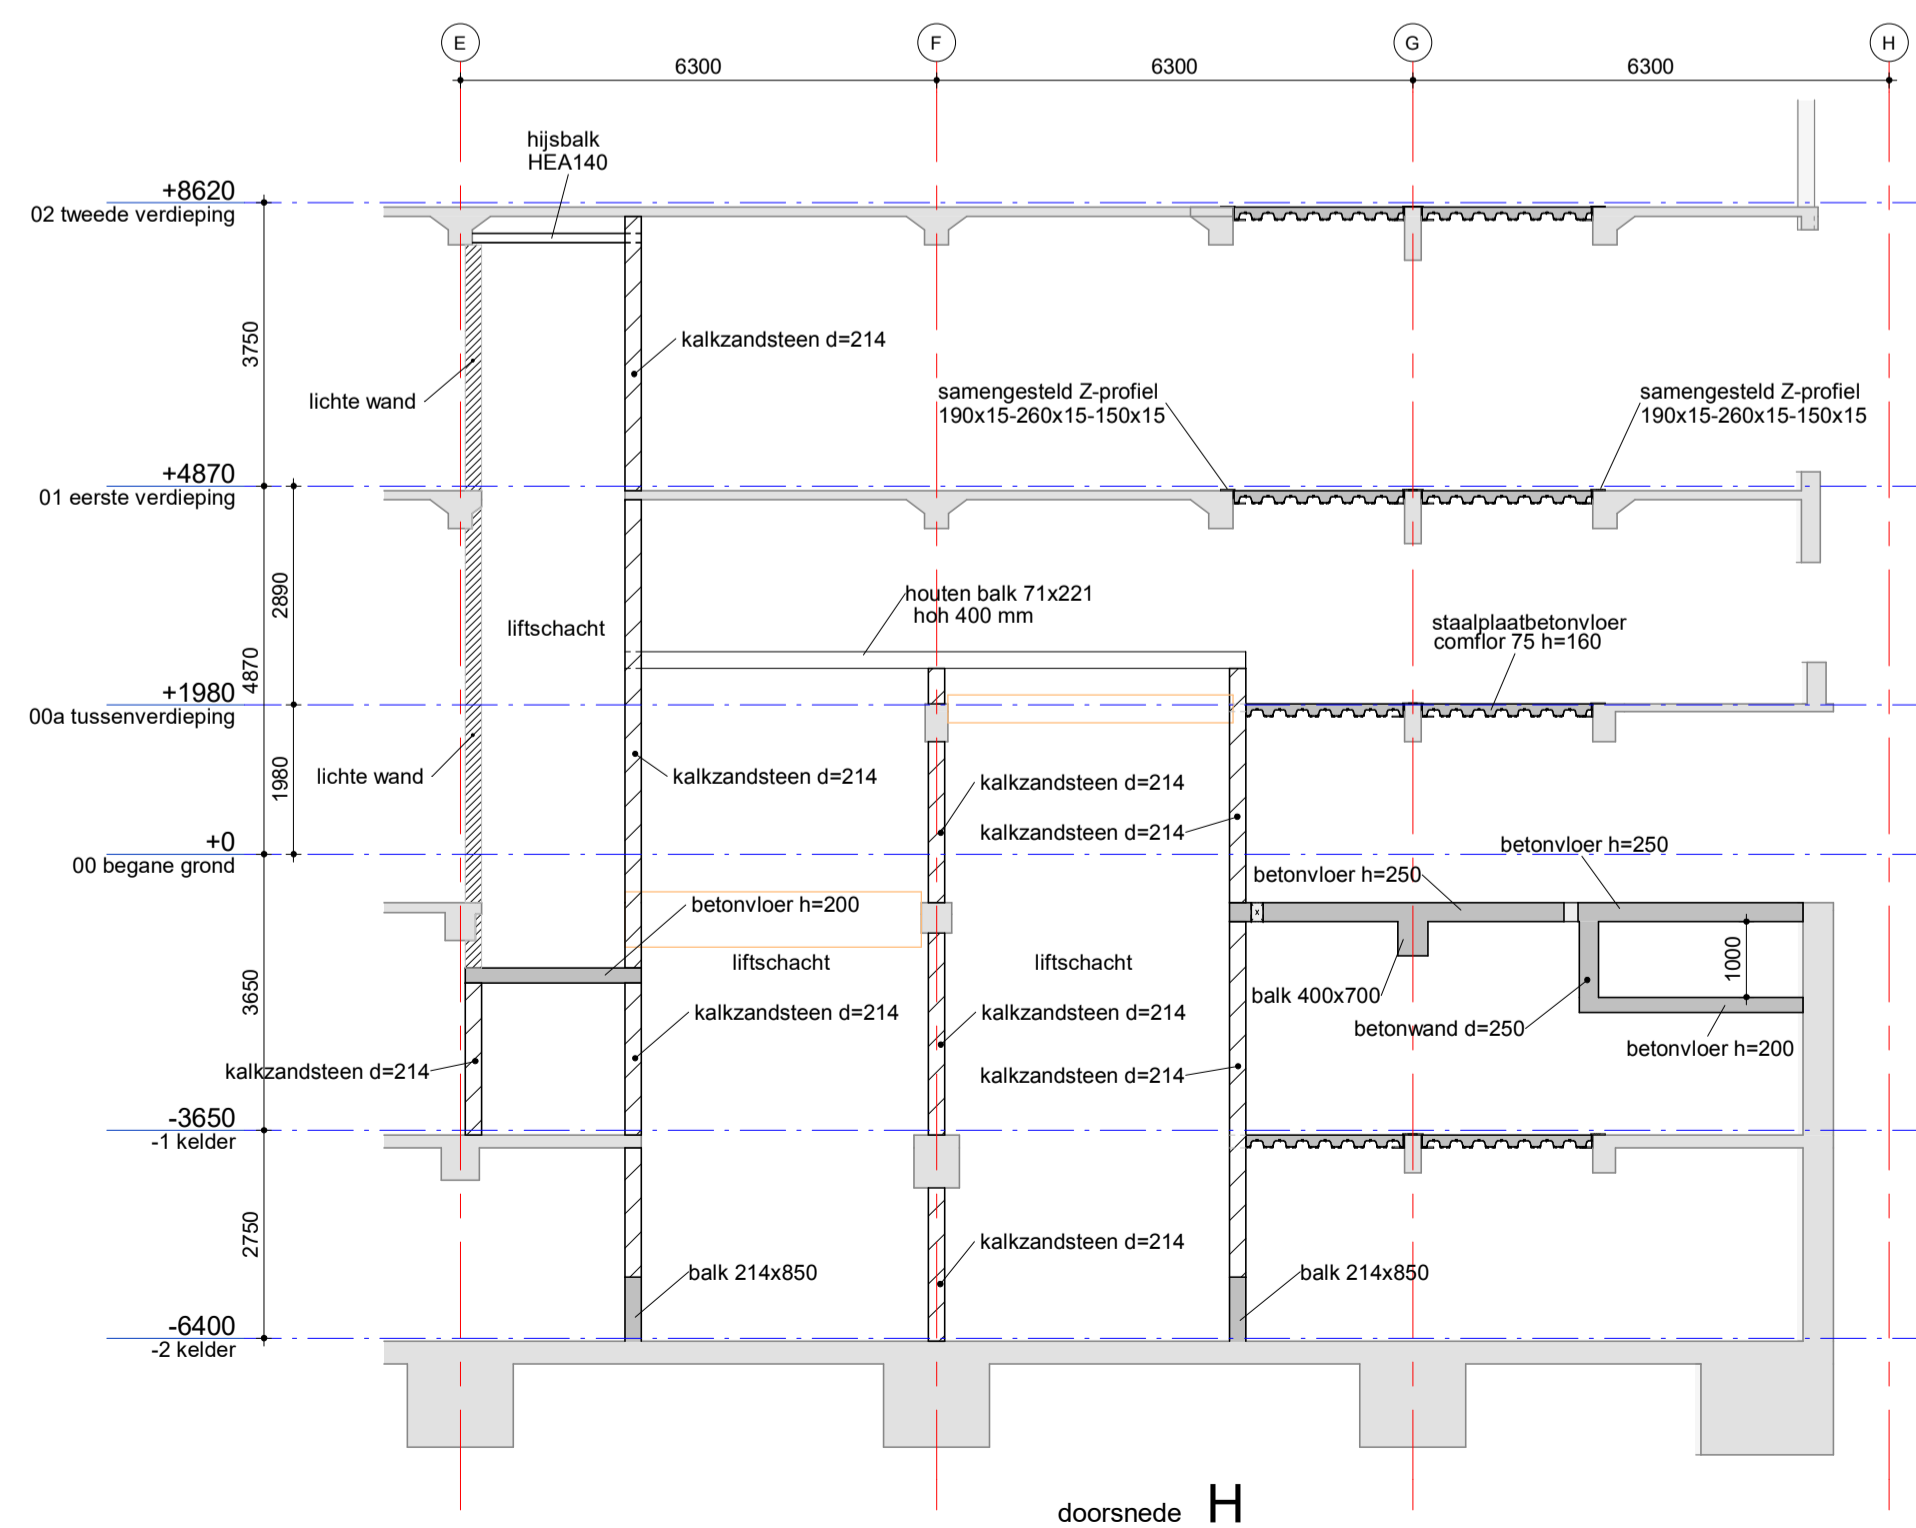 E
F
G
H
6300
6300
6300
hijsbalk
HEA140
+8620
02 tweede verdieping
3750
kalkzandsteen d=214
lichte wand
samengesteld Z-profiel
190x15-260x15-150x15
samengesteld Z-profiel
190x15-260x15-150x15
+4870
01 eerste verdieping
2890
houten balk 71x221
hoh 400 mm
liftschacht
staalplaatbetonvloer
comflor 75 h=160
4870
+1980
00a tussenverdieping
1980
lichte wand
kalkzandsteen d=214
kalkzandsteen d=214
kalkzandsteen d=214
+0
00 begane grond
betonvloer h=250
betonvloer h=250
betonvloer h=200
x
liftschacht
liftschacht
1000
3650
balk 400x700
kalkzandsteen d=214
kalkzandsteen d=214
betonwand d=250
betonvloer h=200
kalkzandsteen d=214
kalkzandsteen d=214
-3650
-1 kelder
2750
kalkzandsteen d=214
balk 214x850
balk 214x850
-6400
-2 kelder
doorsnede H